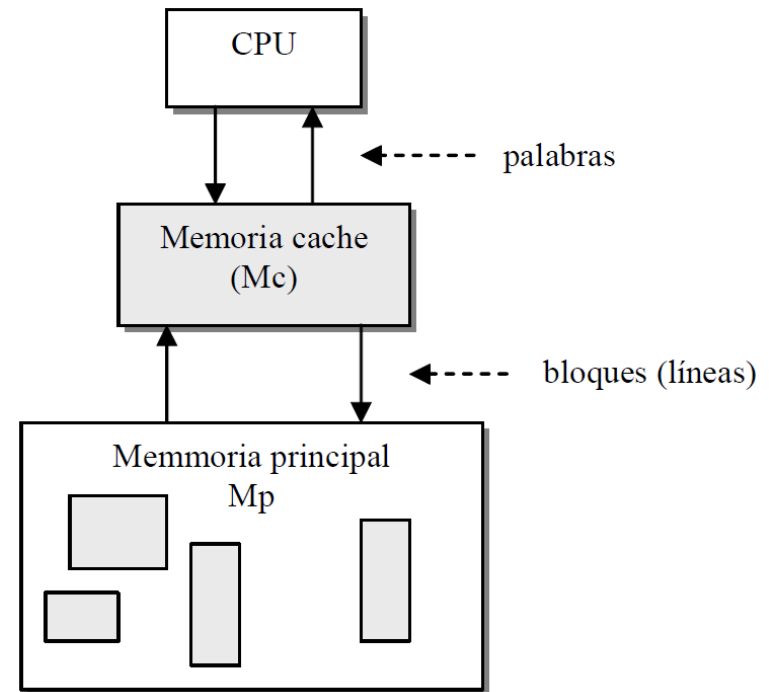 CPU
palabras
Memoria cache
(Mc)
bloques (líneas)
Memmoria principal
Mp